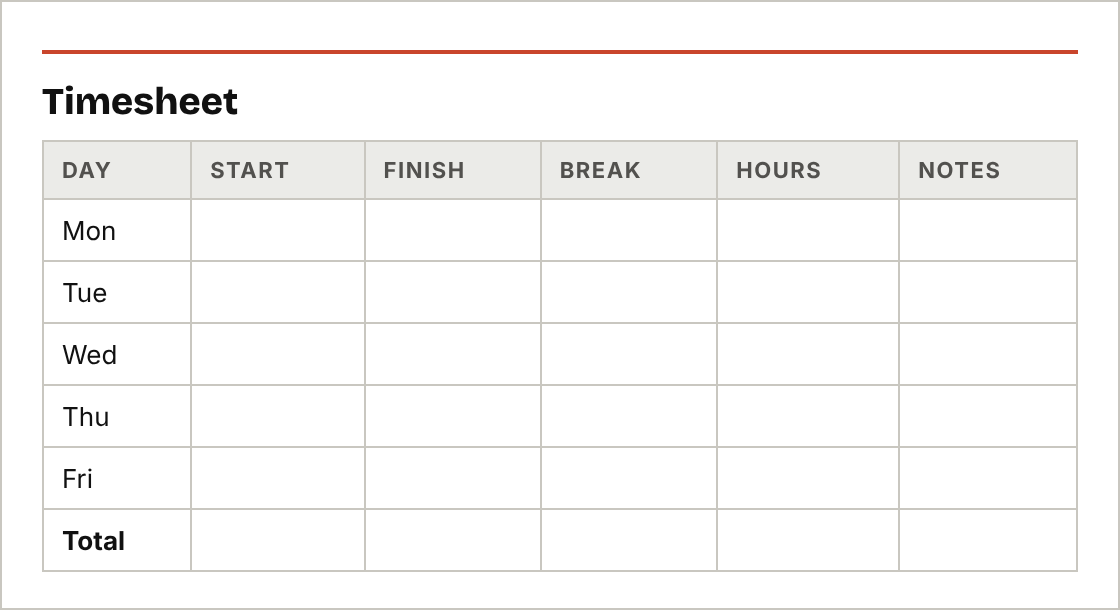 Timesheet
DAY START FINISH BREAK HOURS NOTES
Mon
Tue
Wed
Thu
Fri
Total